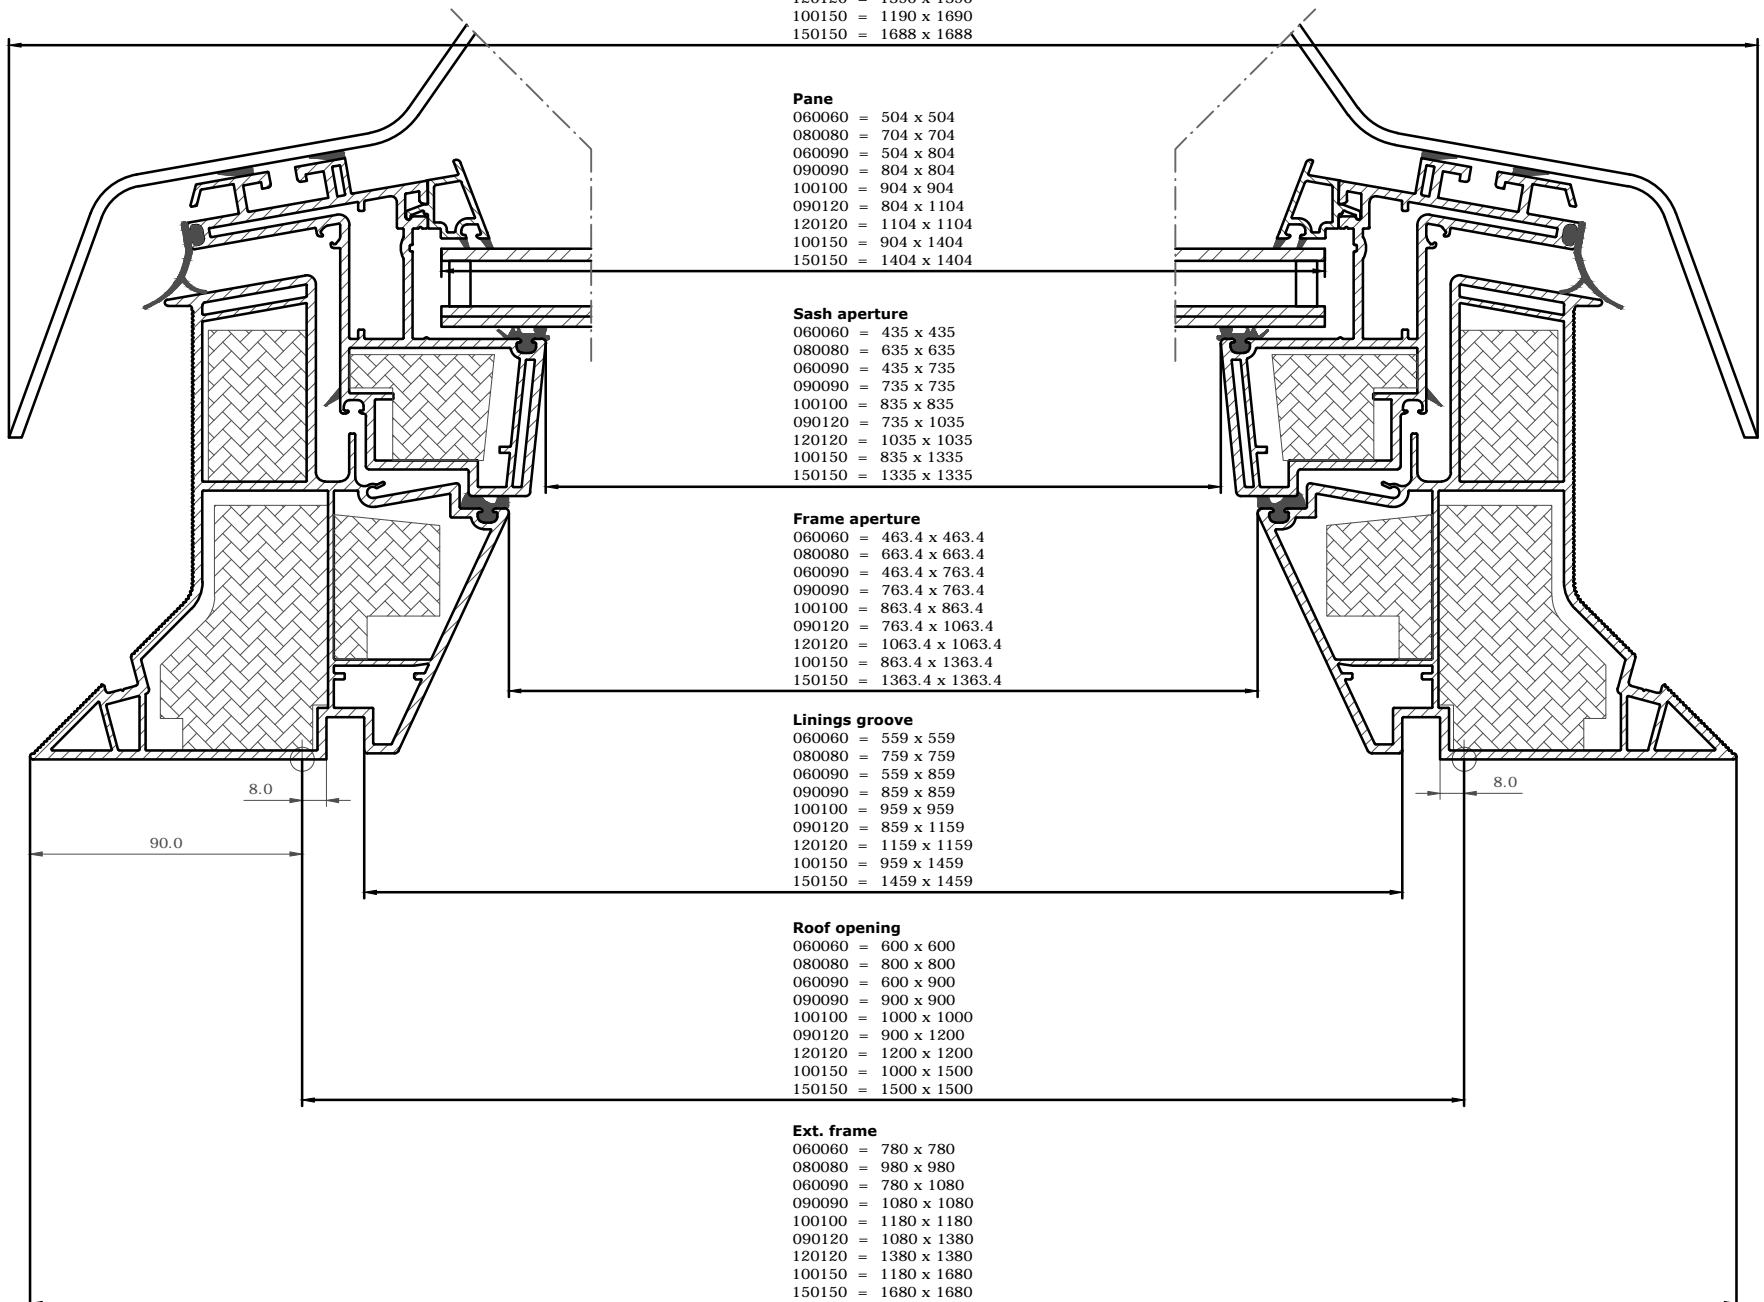 100150 = 1190 x 1690
150150 = 1688 x 1688
Pane
060060 = 504 x 504
080080 = 704 x 704
060090 = 504 x 804
090090 = 804 x 804
100100 = 904 x 904
090120 = 804 x 1104
120120 = 1104 x 1104
100150 = 904 x 1404
150150 = 1404 x 1404
Sash aperture
060060 = 435 x 435
080080 = 635 x 635
060090 = 435 x 735
090090 = 735 x 735
100100 = 835 x 835
090120 = 735 x 1035
120120 = 1035 x 1035
100150 = 835 x 1335
150150 = 1335 x 1335
Frame aperture
060060 = 463.4 x 463.4
080080 = 663.4 x 663.4
060090 = 463.4 x 763.4
090090 = 763.4 x 763.4
100100 = 863.4 x 863.4
090120 = 763.4 x 1063.4
120120 = 1063.4 x 1063.4
100150 = 863.4 x 1363.4
150150 = 1363.4 x 1363.4
Linings groove
060060 = 559 x 559
080080 = 759 x 759
060090 = 559 x 859
090090 = 859 x 859
100100 = 959 x 959
090120 = 859 x 1159
120120 = 1159 x 1159
100150 = 959 x 1459
150150 = 1459 x 1459
8.0
8.0
90.0
Roof opening
060060 = 600 x 600
080080 = 800 x 800
060090 = 600 x 900
090090 = 900 x 900
100100 = 1000 x 1000
090120 = 900 x 1200
120120 = 1200 x 1200
100150 = 1000 x 1500
150150 = 1500 x 1500
Ext. frame
060060 = 780 x 780
080080 = 980 x 980
060090 = 780 x 1080
090090 = 1080 x 1080
100100 = 1180 x 1180
090120 = 1080 x 1380
120120 = 1380 x 1380
100150 = 1180 x 1680
150150 = 1680 x 1680